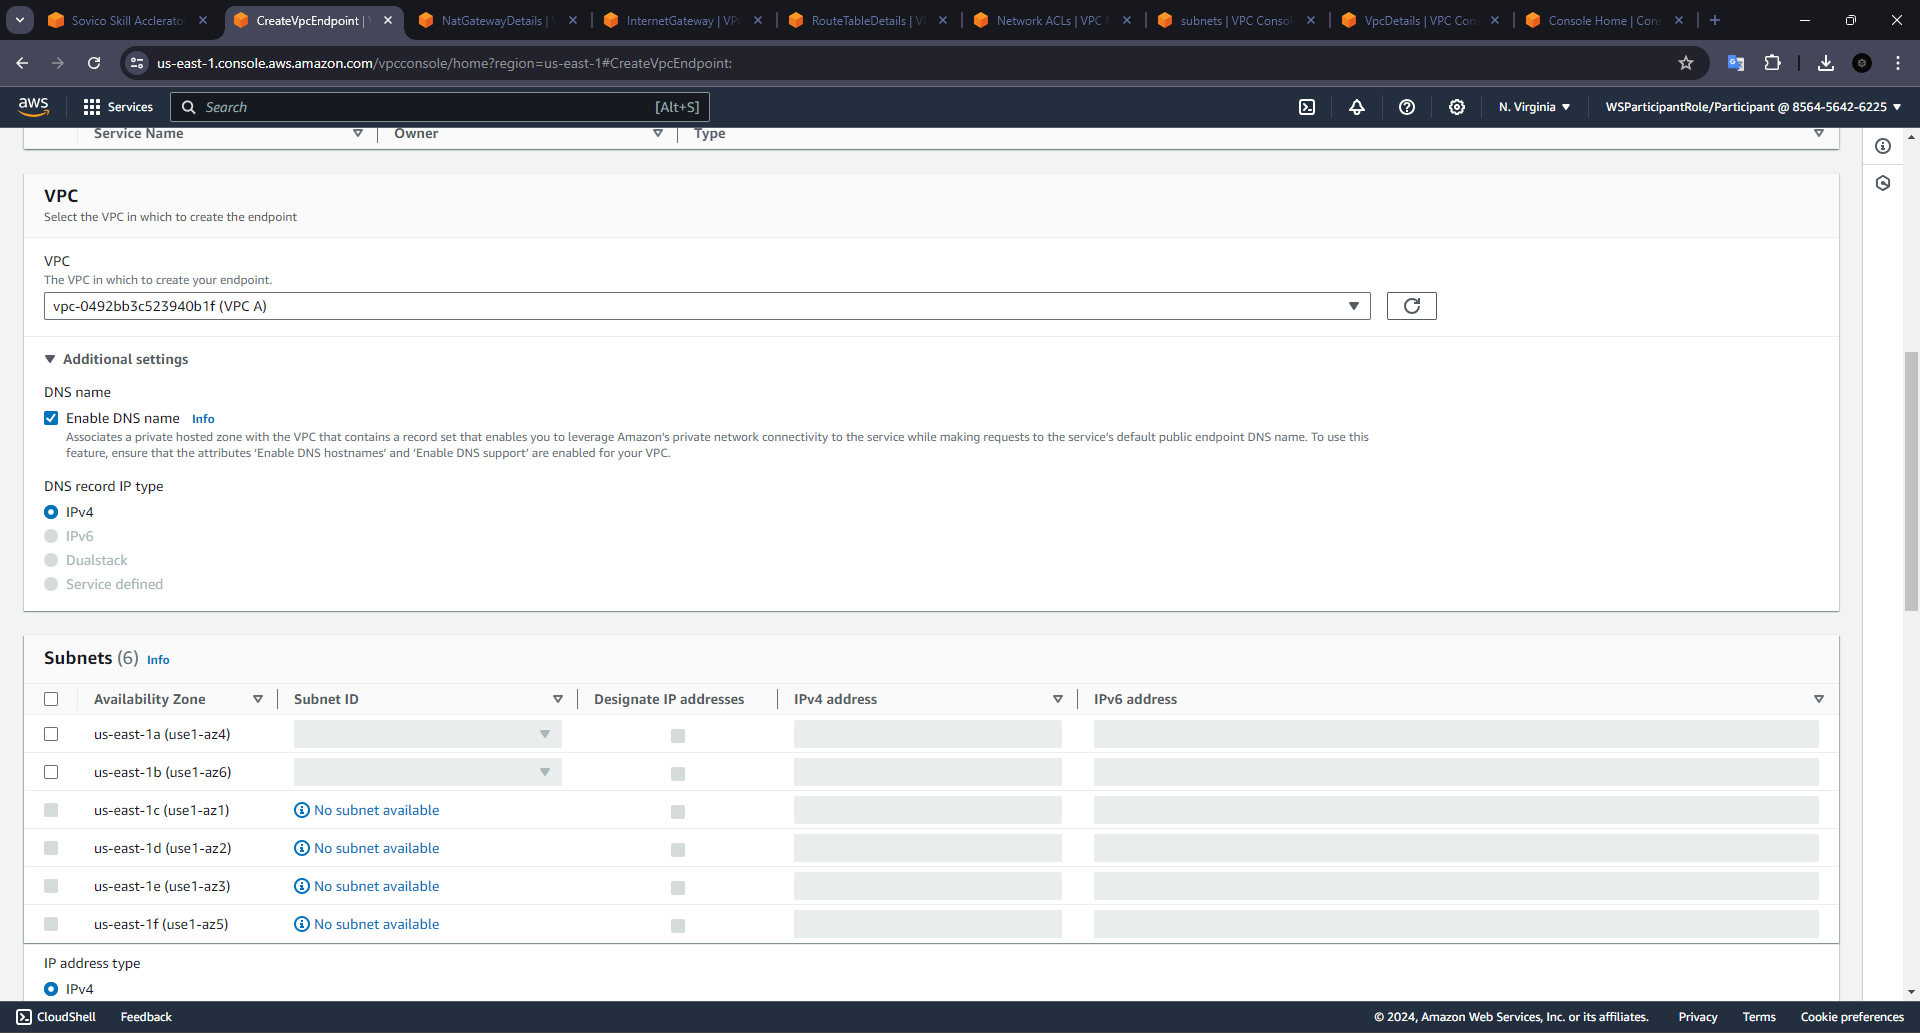 Sovico Skill Acclerato
CreateVpcEndpoint |
NatGatewayDetails |
InternetGateway | VP
RouteTableDetails | V
Network ACLs | VPC
subnets | VPC Conso
VpcDetails | VPC Con
Console Home | Con
us-east-1.console.aws.amazon.com/vpcconsole/home?region=us-east-1#CreateVpcEndpoint:
aws
Services
Search
[Alt+S]
N. Virginia
WSParticipantRole/Participant @ 8564-5642-6225
Service Name Owner Type
VPC
Select the VPC in which to create the endpoint
VPC
The VPC in which to create your endpoint.
vpc-0492bb3c523940b1f (VPC A)
Additional settings
DNS name
Enable DNS name Info
Associates a private hosted zone with the VPC that contains a record set that enables you to leverage Amazon's private network connectivity to the service while making requests to the service's default public endpoint DNS name. To use this
feature, ensure that the attributes 'Enable DNS hostnames' and 'Enable DNS support' are enabled for your VPC.
DNS record IP type
IPv4
IPv6
Dualstack
Service defined
Subnets (6) Info
Availability Zone Subnet ID Designate IP addresses IPv4 address IPv6 address
us-east-1a (use1-az4)
us-east-1b (use1-az6)
us-east-1c (use1-az1) No subnet available
us-east-1d (use1-az2) No subnet available
us-east-1e (use1-az3) No subnet available
us-east-1f (use1-az5) No subnet available
IP address type
IPv4
CloudShell Feedback © 2024, Amazon Web Services, Inc. or its affiliates. Privacy Terms Cookie preferences